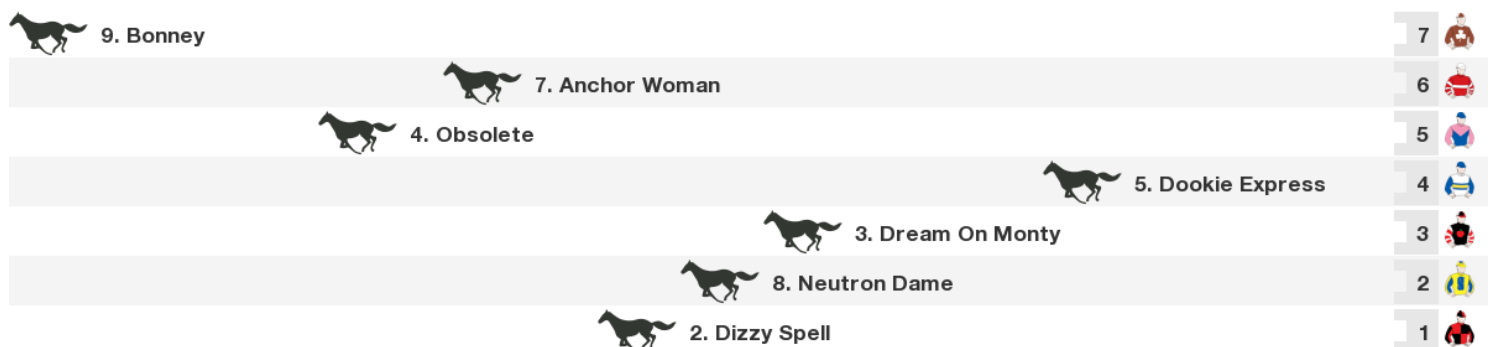 9. Bonney 7
7. Anchor Woman 6
4. Obsolete 5
5. Dookie Express 4
3. Dream On Monty 3
8. Neutron Dame 2
2. Dizzy Spell 1